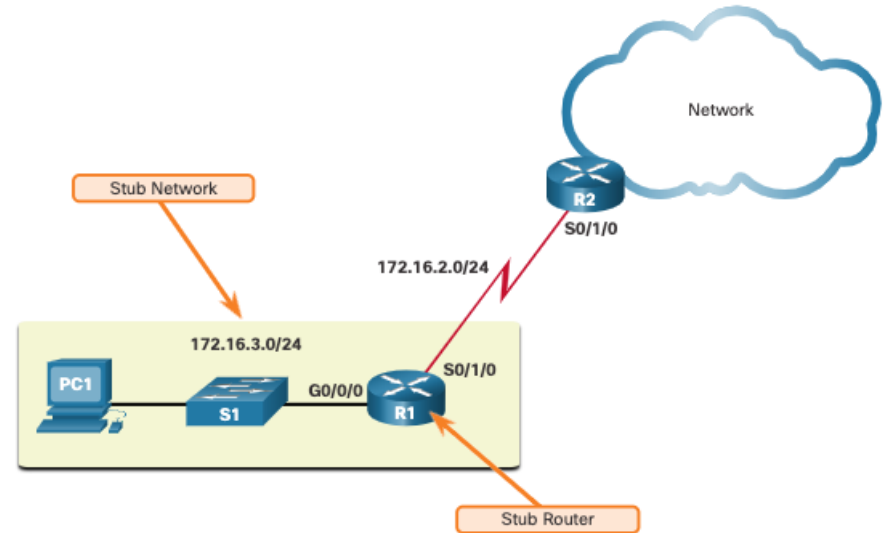 Network
Stub Network
R2
S0/1/0
172.16.2.0/24
172.16.3.0/24
S0/1/0
PC1
G0/0/0
S1
R1
Stub Router